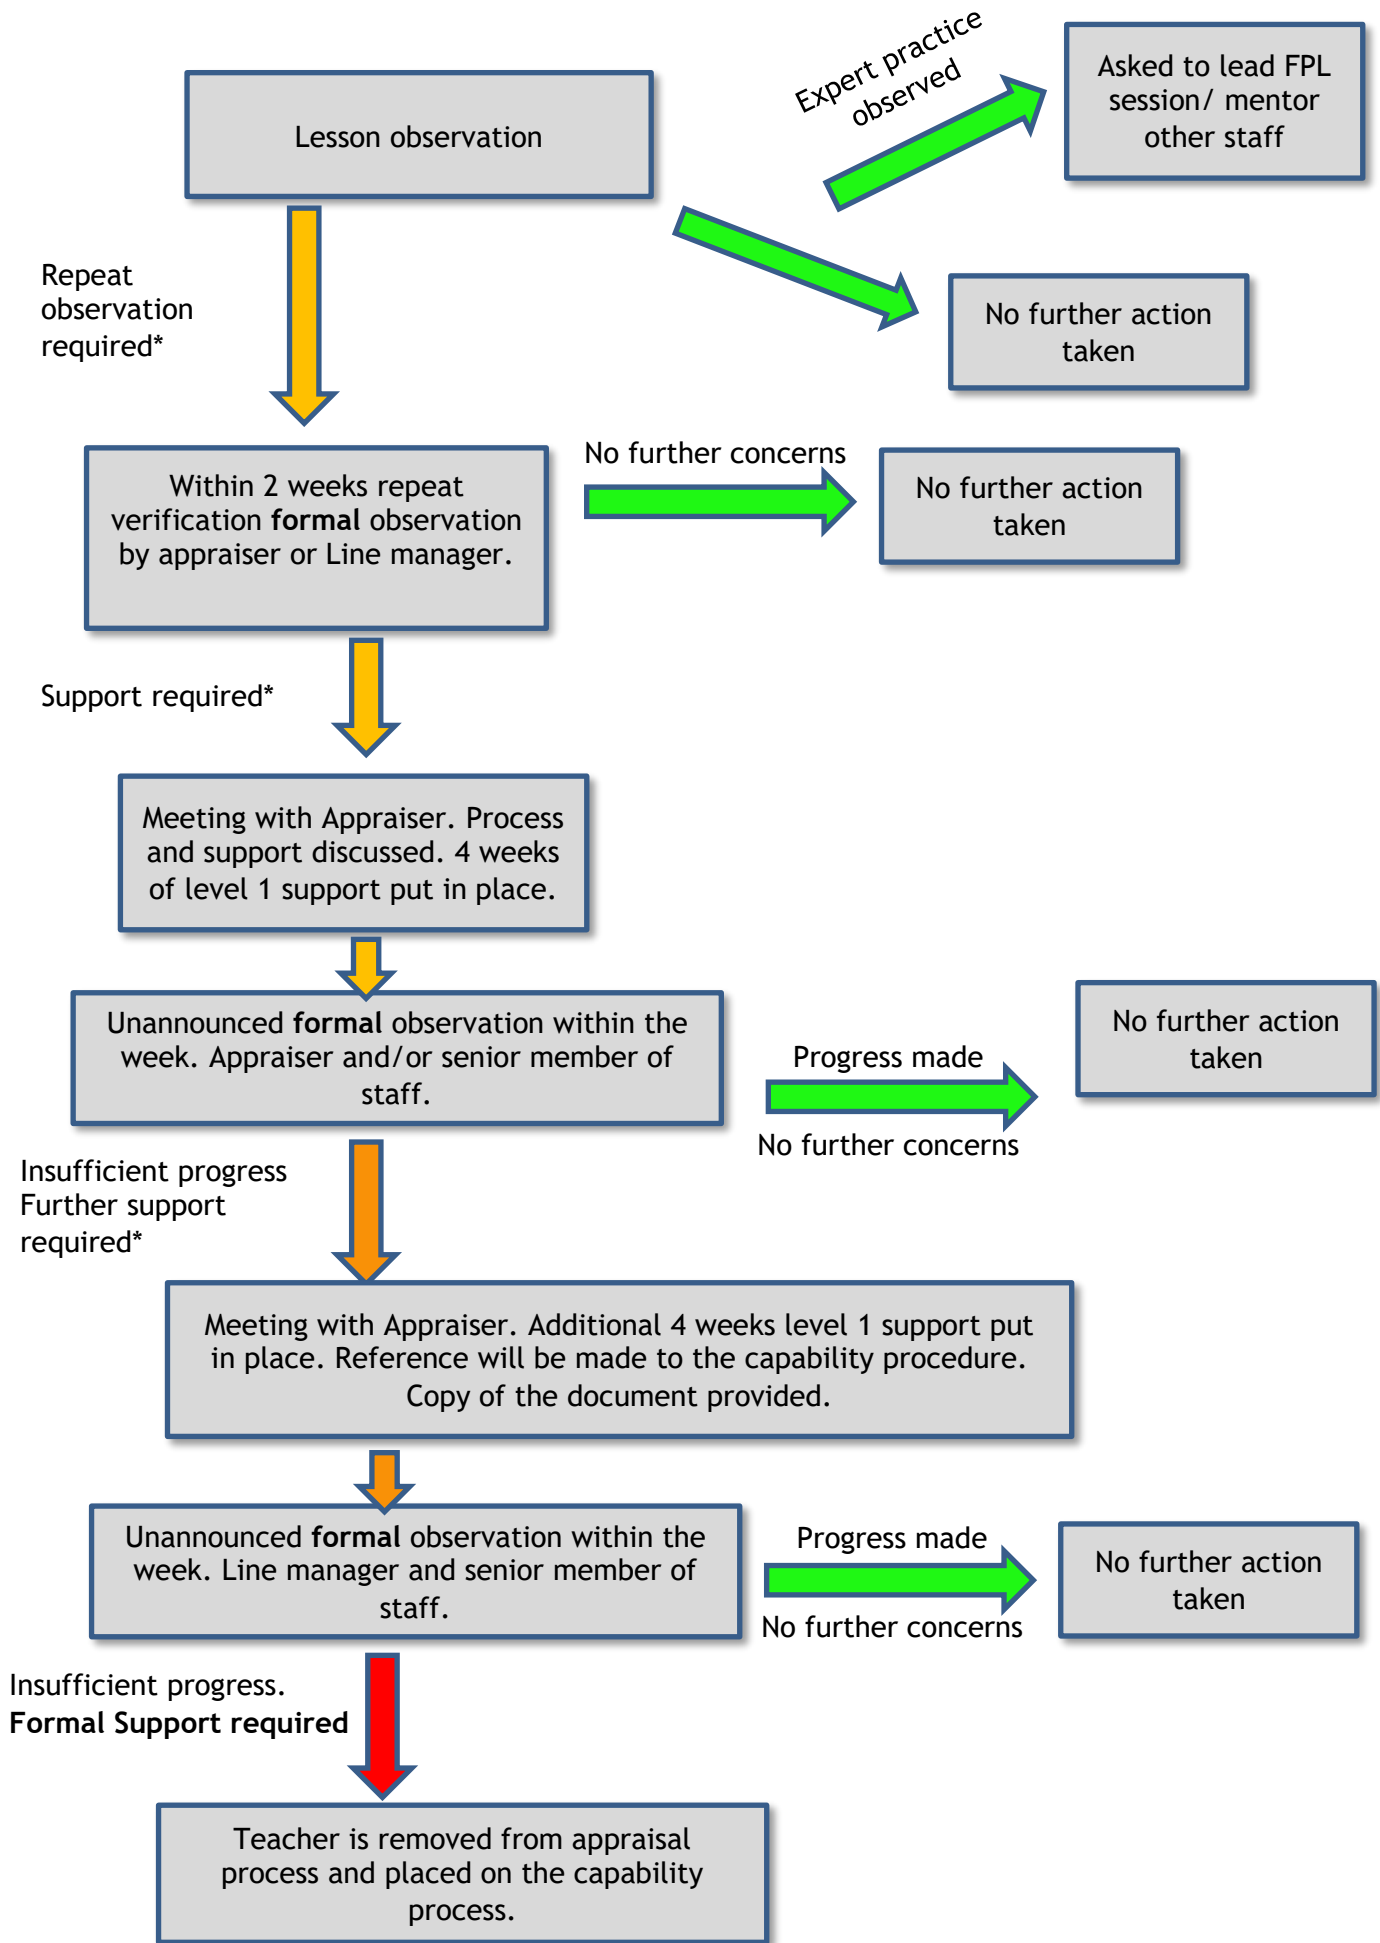 Expert practice
observed
Asked to lead FPL
session/ mentor
other staff
Lesson observation
Repeat
observation
required*
No further action
taken
Within 2 weeks repeat
verification formal observation
by appraiser or Line manager.
No further concerns
No further action
taken
Support required*
Meeting with Appraiser. Process
and support discussed. 4 weeks
of level 1 support put in place.
Unannounced formal observation within the
week. Appraiser and/or senior member of
staff.
Progress made
No further concerns
No further action
taken
Insufficient progress
Further support
required*
Meeting with Appraiser. Additional 4 weeks level 1 support put
in place. Reference will be made to the capability procedure.
Copy of the document provided.
Unannounced formal observation within the
week. Line manager and senior member of
staff.
Progress made
No further concerns
No further action
taken
Insufficient progress.
Formal Support required
Teacher is removed from appraisal
process and placed on the capability
process.